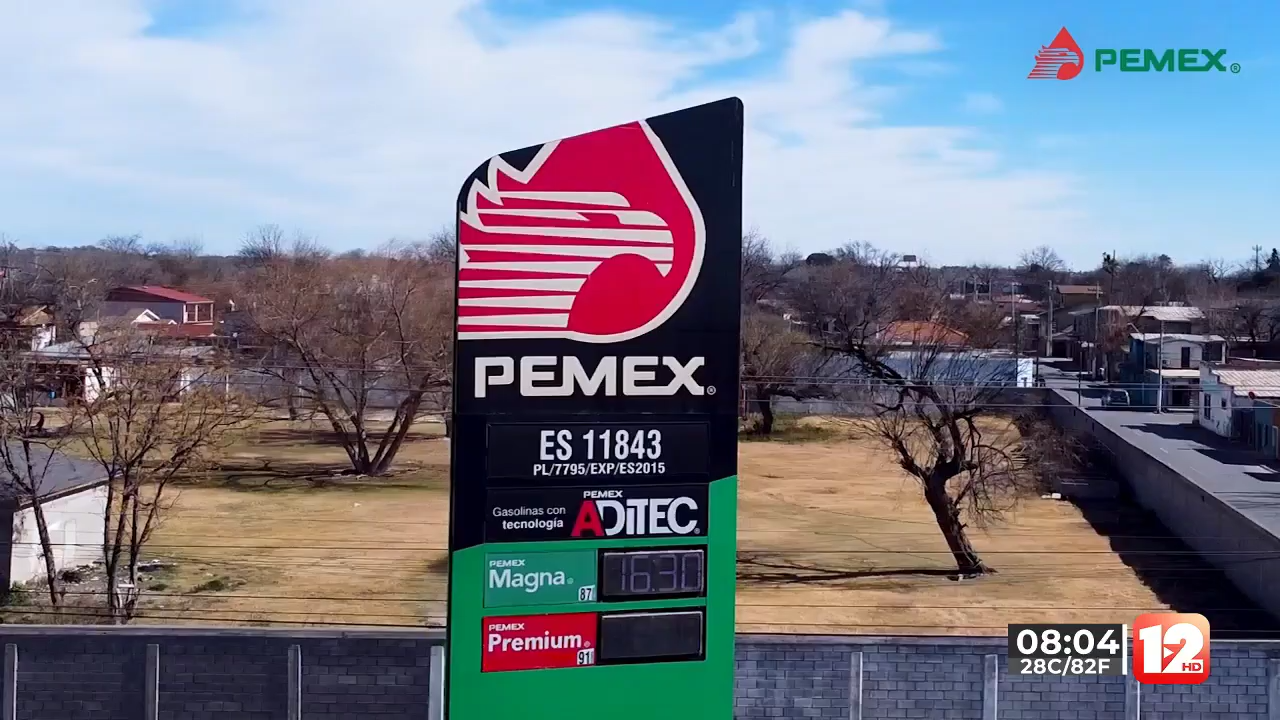 PEMEX®
PEMEX®
ES 11843
PL/7795/EXP/ES2015
Gasolinas con tecnología
PEMEX
ADITEC®
PEMEX
Magna®
87
16.30
PEMEX
Premium®
91
08:04
28C/82F
12
HD